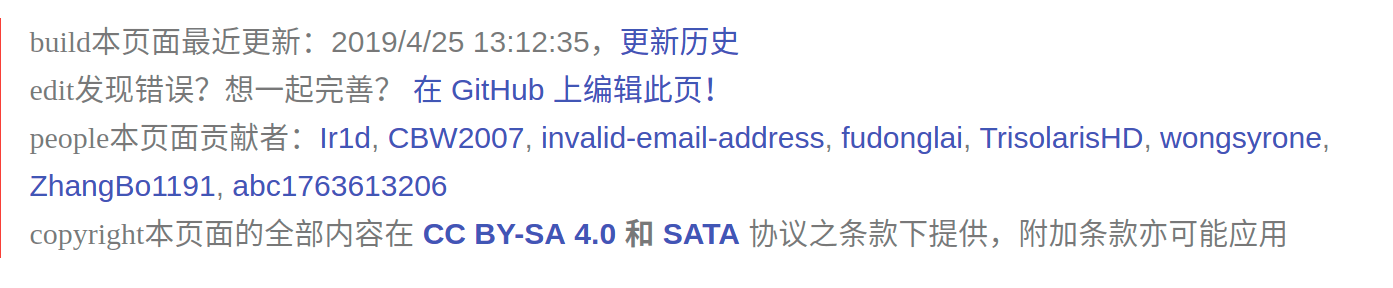 build本页面最近更新：2019/4/25 13:12:35，更新历史
edit发现错误？想一起完善？ 在 GitHub 上编辑此页！
people本页面贡献者：Ir1d, CBW2007, invalid-email-address, fudonglai, TrisolarisHD, wongsyrone,
ZhangBo1191, abc1763613206
copyright本页面的全部内容在 CC BY-SA 4.0 和 SATA 协议之条款下提供，附加条款亦可能应用